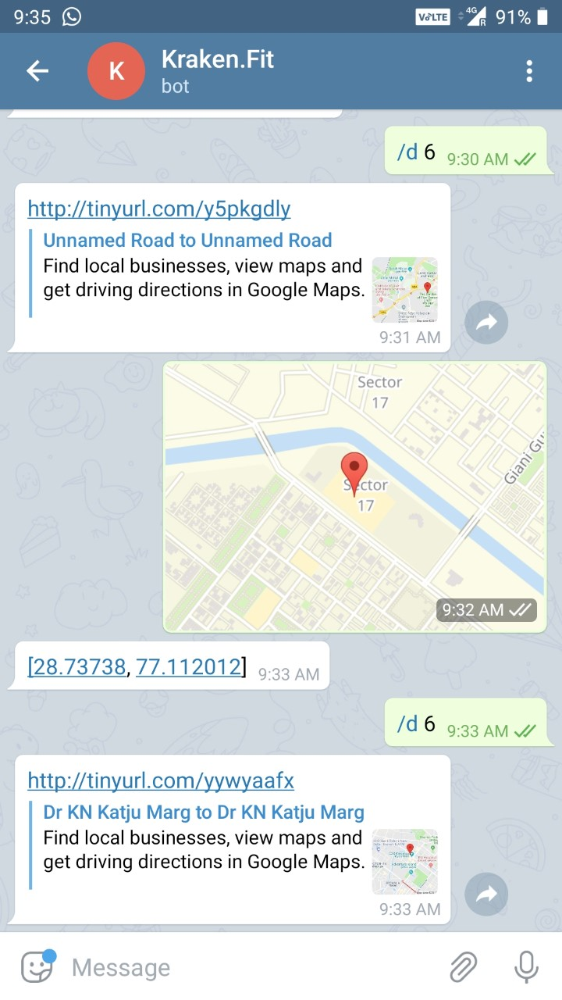 9:35
VoLTE 4G R 91%
K
Kraken.Fit
bot
/d 6 9:30 AM
http://tinyurl.com/y5pkgdly
Unnamed Road to Unnamed Road
Find local businesses, view maps and
get driving directions in Google Maps.
9:31 AM
Sector
17
Giani Gu
Sector
17
9:32 AM
[28.73738, 77.112012] 9:33 AM
/d 6 9:33 AM
http://tinyurl.com/yywyaafx
Dr KN Katju Marg to Dr KN Katju Marg
Find local businesses, view maps and
get driving directions in Google Maps.
9:33 AM
Message